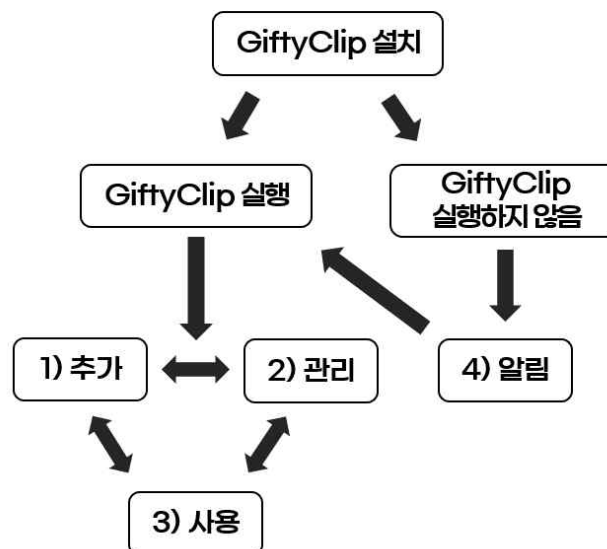 GiftyClip 설치
GiftyClip 실행
GiftyClip
실행하지 않음
1) 추가
2) 관리
4) 알림
3) 사용